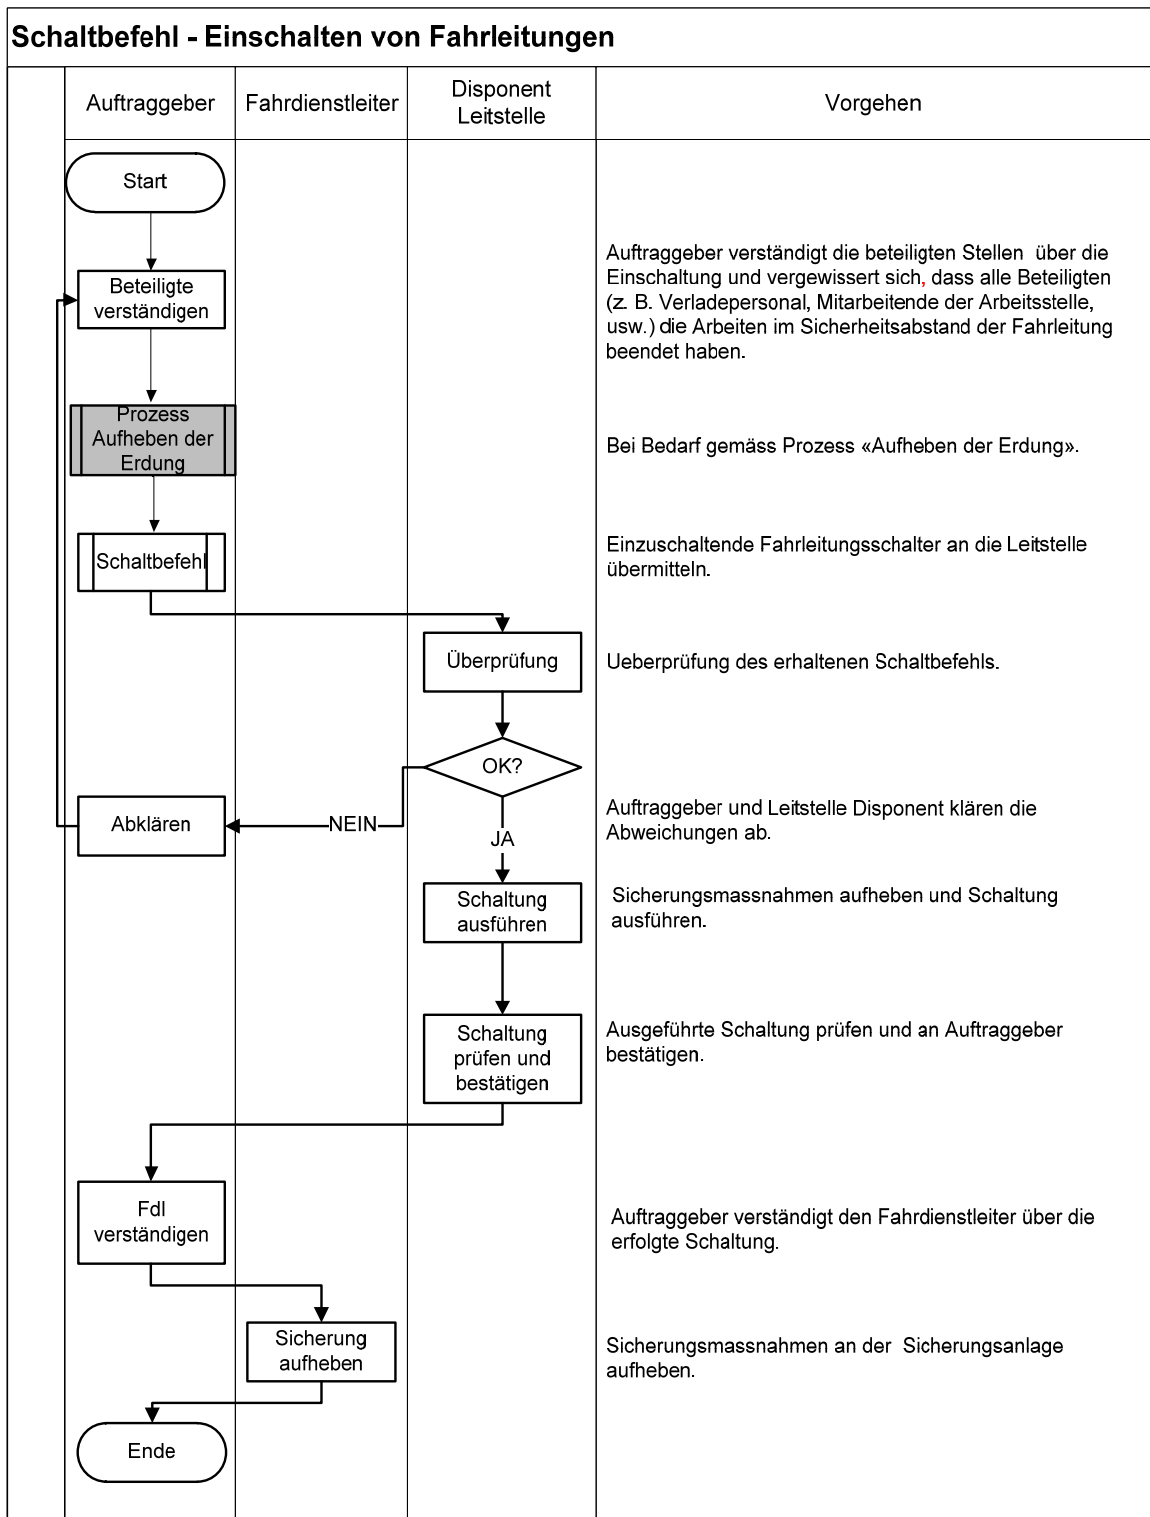 Schaltbefehl - Einschalten von Fahrleitungen
Auftraggeber
Fahrdienstleiter
Disponent
Leitstelle
Vorgehen
Start
Beteiligte
verständigen
Auftraggeber verständigt die beteiligten Stellen über die
Einschaltung und vergewissert sich, dass alle Beteiligten
(z. B. Verladepersonal, Mitarbeitende der Arbeitsstelle,
usw.) die Arbeiten im Sicherheitsabstand der Fahrleitung
beendet haben.
Prozess
Aufheben der
Erdung
Bei Bedarf gemäss Prozess «Aufheben der Erdung».
Schaltbefehl
Einzuschaltende Fahrleitungsschalter an die Leitstelle
übermitteln.
Überprüfung
Ueberprüfung des erhaltenen Schaltbefehls.
OK?
Abklären
NEIN
JA
Auftraggeber und Leitstelle Disponent klären die
Abweichungen ab.
Schaltung
ausführen
Sicherungsmassnahmen aufheben und Schaltung
ausführen.
Schaltung
prüfen und
bestätigen
Ausgeführte Schaltung prüfen und an Auftraggeber
bestätigen.
Fdl
verständigen
Auftraggeber verständigt den Fahrdienstleiter über die
erfolgte Schaltung.
Sicherung
aufheben
Sicherungsmassnahmen an der Sicherungsanlage
aufheben.
Ende